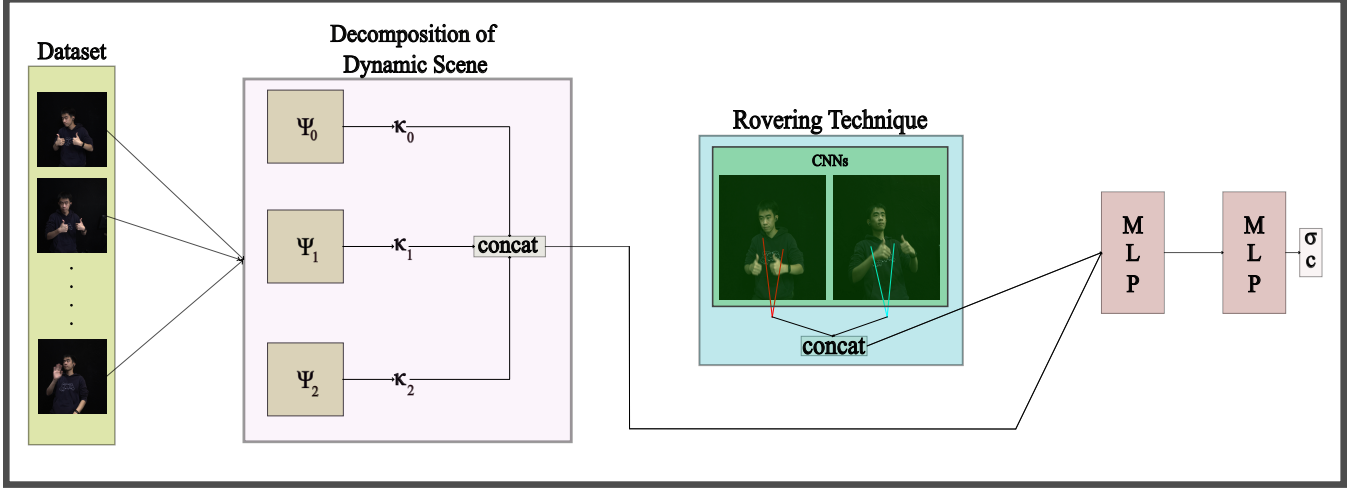 Dataset
Decomposition of
Dynamic Scene
Ψ0
κ0
Ψ1
κ1
concat
Ψ2
κ2
Rovering Technique
CNNs
concat
M
L
P
M
L
P
σ
c